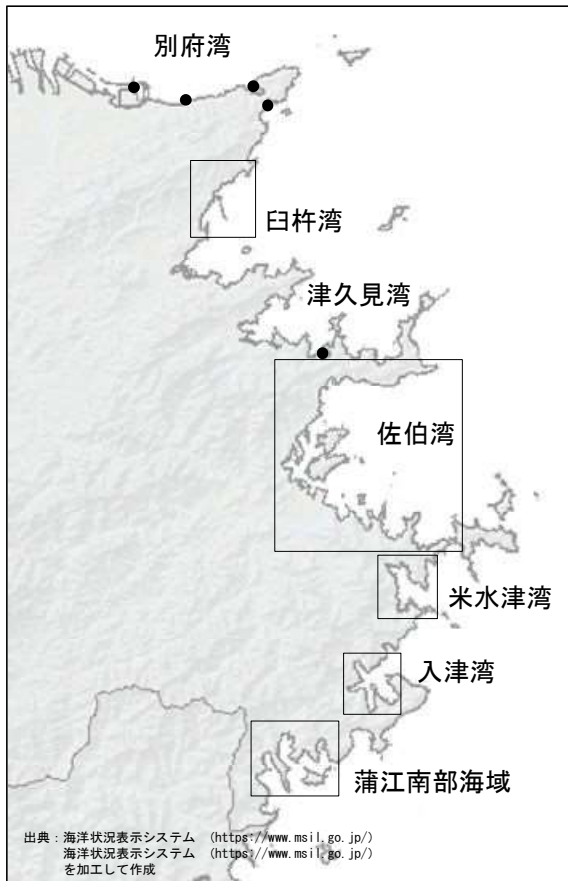 別府湾
臼杵湾
津久見湾
佐伯湾
米水津湾
入津湾
蒲江南部海域
出典：海洋状況表示システム （https://www.msil.go.jp/）
海洋状況表示システム （https://www.msil.go.jp/）
を加工して作成